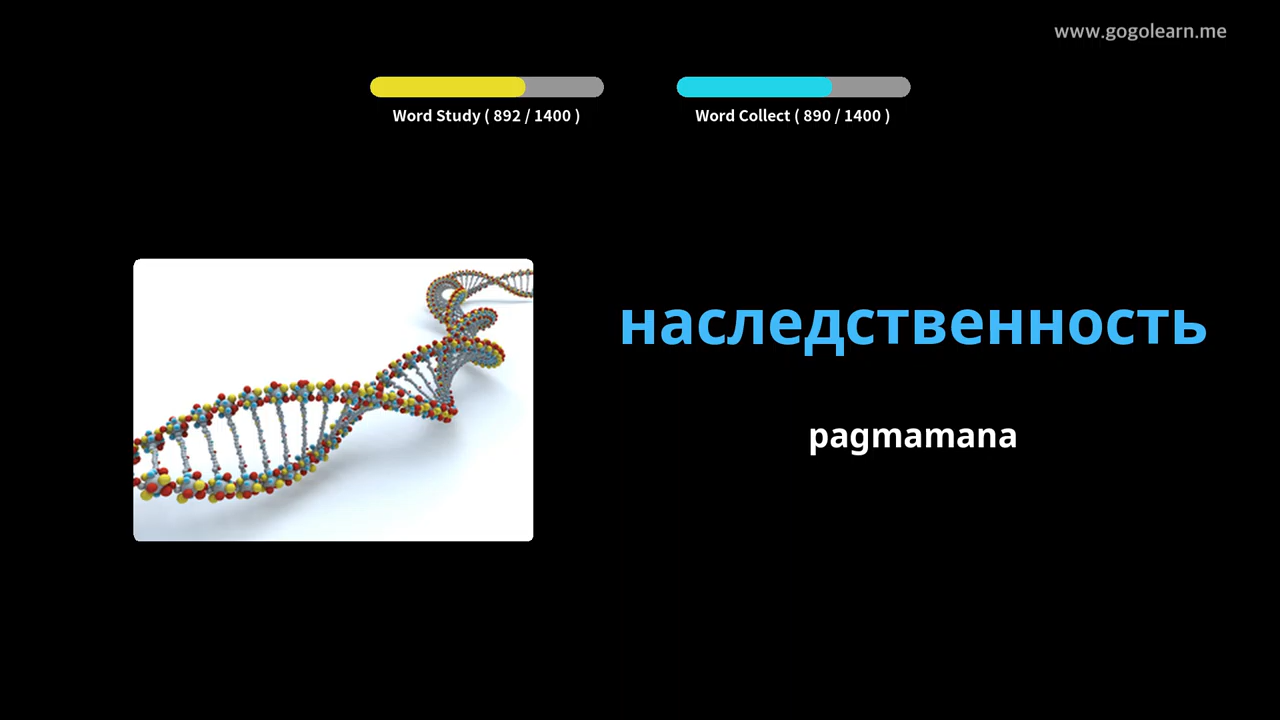 www.gogolearn.me
Word Study ( 892 / 1400 )
Word Collect ( 890 / 1400 )
наследственность
pagmamana